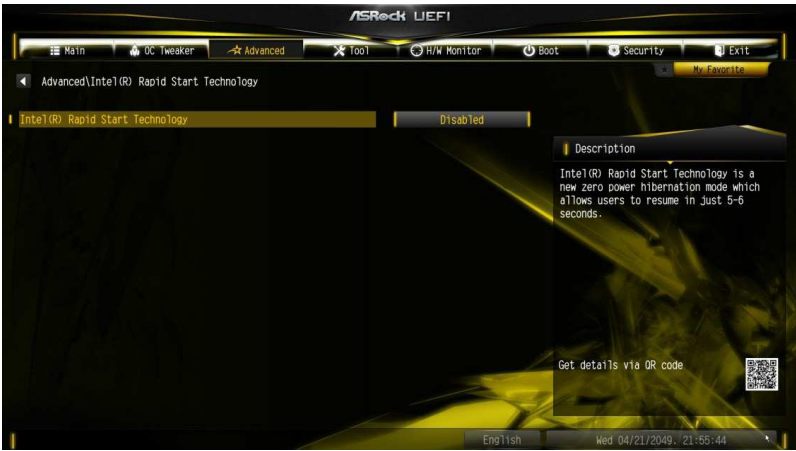 ASRock UEFI
Main OC Tweaker Advanced Tool H/W Monitor Boot Security Exit
My Favorite
Advanced\Intel(R) Rapid Start Technology
Intel(R) Rapid Start Technology Disabled
Description
Intel(R) Rapid Start Technology is a
new zero power hibernation mode which
allows users to resume in just 5-6
seconds.
Get details via QR code
English Wed 04/21/2049. 21:55:44